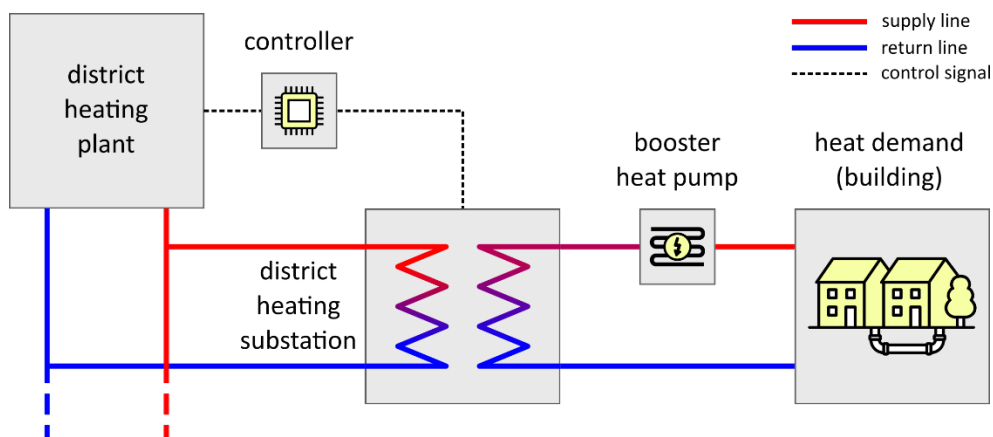 district
heating
plant
controller
supply line
return line
control signal
booster
heat pump
heat demand
(building)
district
heating
substation